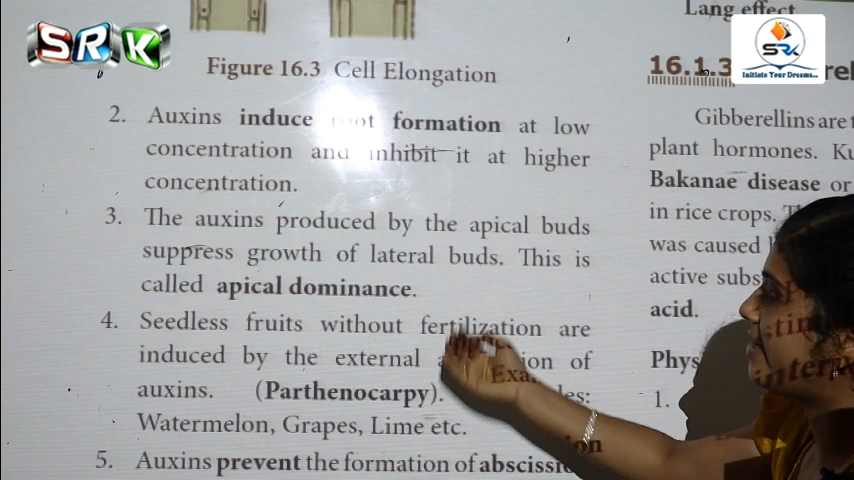 SRK
Lang effect
SRK
Initiate Your Dreams...
Figure 16.3 Cell Elongation
16.1.3
2. Auxins induce root formation at low
concentration and inhibit it at higher
concentration.
3. The auxins produced by the apical buds
suppress growth of lateral buds. This is
called apical dominance.
4. Seedless fruits without fertilization are
induced by the external of
auxins. (Parthenocarpy).
Watermelon, Grapes, Lime etc.
5. Auxins prevent the formation of
Gibberellins are
plant hormones.
Bakanae disease or
in rice crops.
was caused
active
acid.
1.